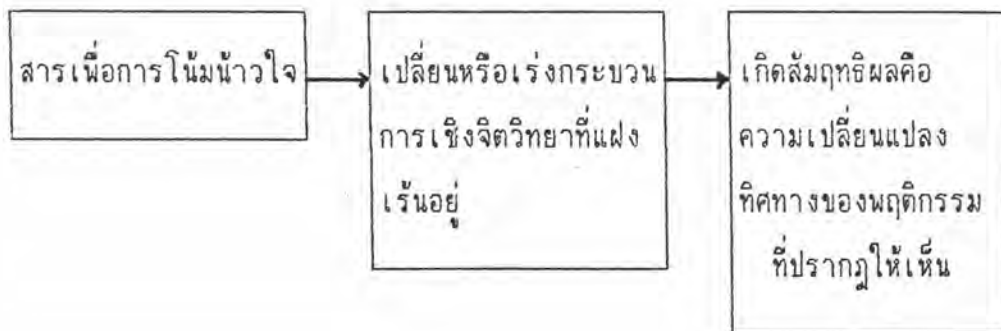 สารเพื่อการโน้มน้าวใจ
เปลี่ยนหรือเร่งกระบวน
การเชิงจิตวิทยาที่แฝง
เร้นอยู่
เกิดสัมฤทธิผลคือ
ความเปลี่ยนแปลง
ทิศทางของพฤติกรรม
ที่ปรากฏให้เห็น